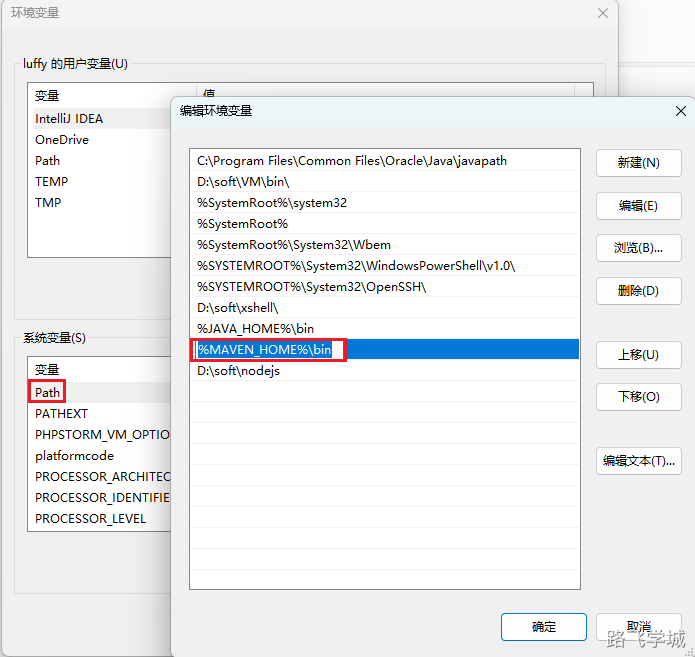 环境变量
luffy 的用户变量(U)
变量
值
IntelliJ IDEA
OneDrive
Path
TEMP
TMP
系统变量(S)
变量
Path
PATHEXT
PHPSTORM_VM_OPTIO
platformcode
PROCESSOR_ARCHITEC
PROCESSOR_IDENTIFIE
PROCESSOR_LEVEL
编辑环境变量
C:\Program Files\Common Files\Oracle\Java\javapath
D:\soft\VM\bin\
%SystemRoot%\system32
%SystemRoot%
%SystemRoot%\System32\Wbem
%SYSTEMROOT%\System32\WindowsPowerShell\v1.0\
%SYSTEMROOT%\System32\OpenSSH\
D:\soft\xshell\
%JAVA_HOME%\bin
%MAVEN_HOME%\bin
D:\soft\nodejs
新建(N)
编辑(E)
浏览(B)...
删除(D)
上移(U)
下移(O)
编辑文本(T)...
确定
取消
路飞学城